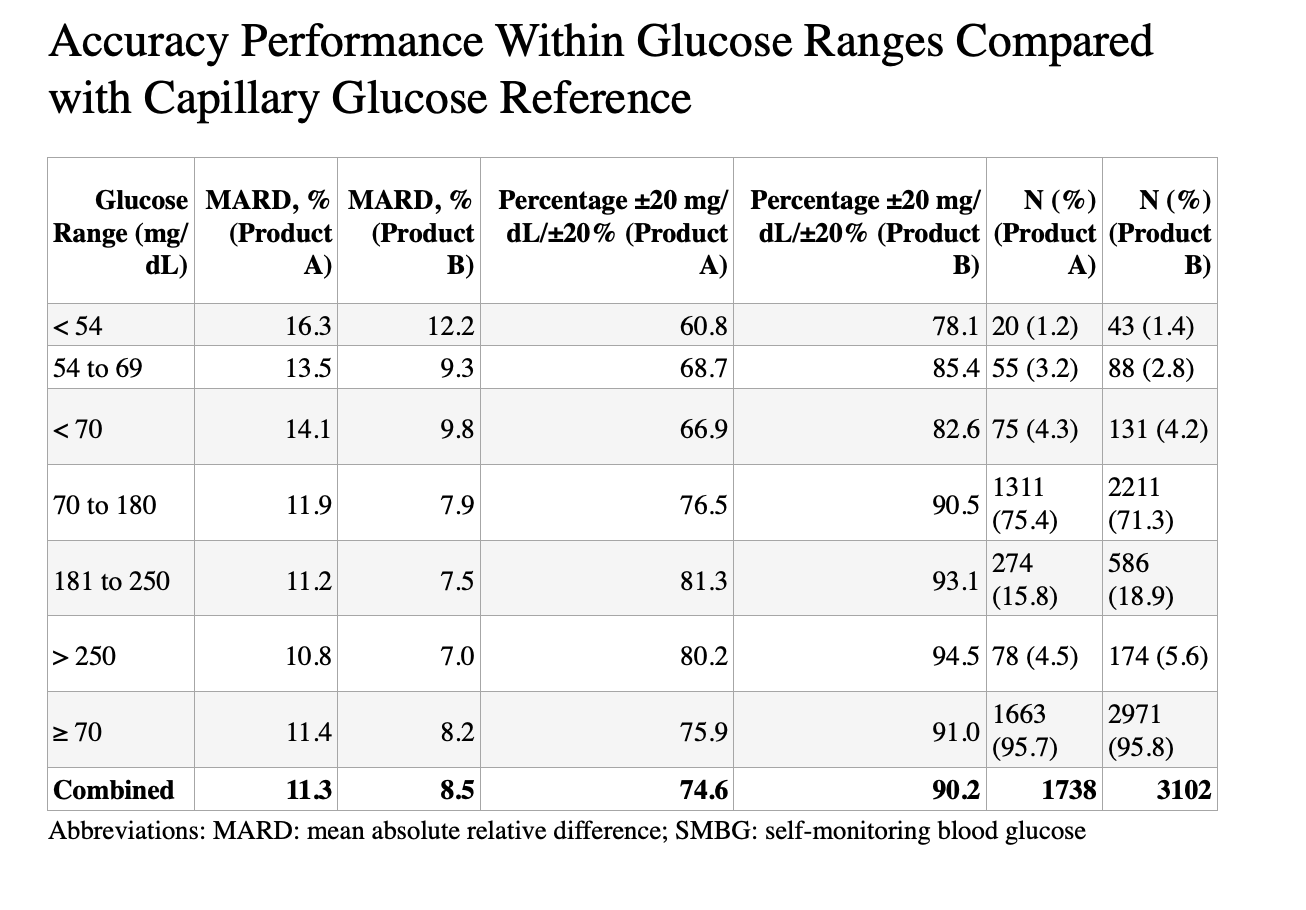 Accuracy Performance Within Glucose Ranges Compared
with Capillary Glucose Reference
Glucose Range (mg/dL) | MARD, % (Product A) | MARD, % (Product B) | Percentage ±20 mg/dL/±20% (Product A) | Percentage ±20 mg/dL/±20% (Product B) | N (%) (Product A) | N (%) (Product B)
< 54 | 16.3 | 12.2 | 60.8 | 78.1 | 20 (1.2) | 43 (1.4)
54 to 69 | 13.5 | 9.3 | 68.7 | 85.4 | 55 (3.2) | 88 (2.8)
< 70 | 14.1 | 9.8 | 66.9 | 82.6 | 75 (4.3) | 131 (4.2)
70 to 180 | 11.9 | 7.9 | 76.5 | 90.5 | 1311 (75.4) | 2211 (71.3)
181 to 250 | 11.2 | 7.5 | 81.3 | 93.1 | 274 (15.8) | 586 (18.9)
> 250 | 10.8 | 7.0 | 80.2 | 94.5 | 78 (4.5) | 174 (5.6)
≥ 70 | 11.4 | 8.2 | 75.9 | 91.0 | 1663 (95.7) | 2971 (95.8)
Combined | 11.3 | 8.5 | 74.6 | 90.2 | 1738 | 3102
Abbreviations: MARD: mean absolute relative difference; SMBG: self-monitoring blood glucose